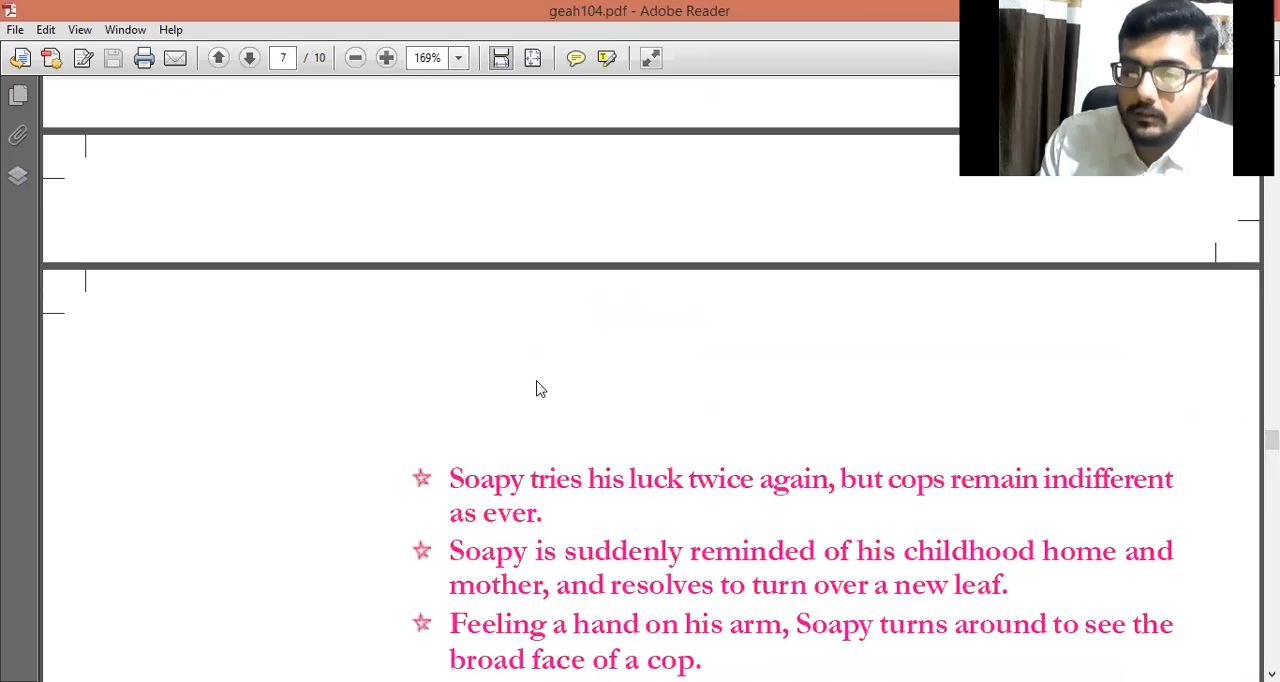 geah104.pdf - Adobe Reader
File Edit View Window Help
7 / 10 169%
Soapy tries his luck twice again, but cops remain indifferent
as ever.
Soapy is suddenly reminded of his childhood home and
mother, and resolves to turn over a new leaf.
Feeling a hand on his arm, Soapy turns around to see the
broad face of a cop.